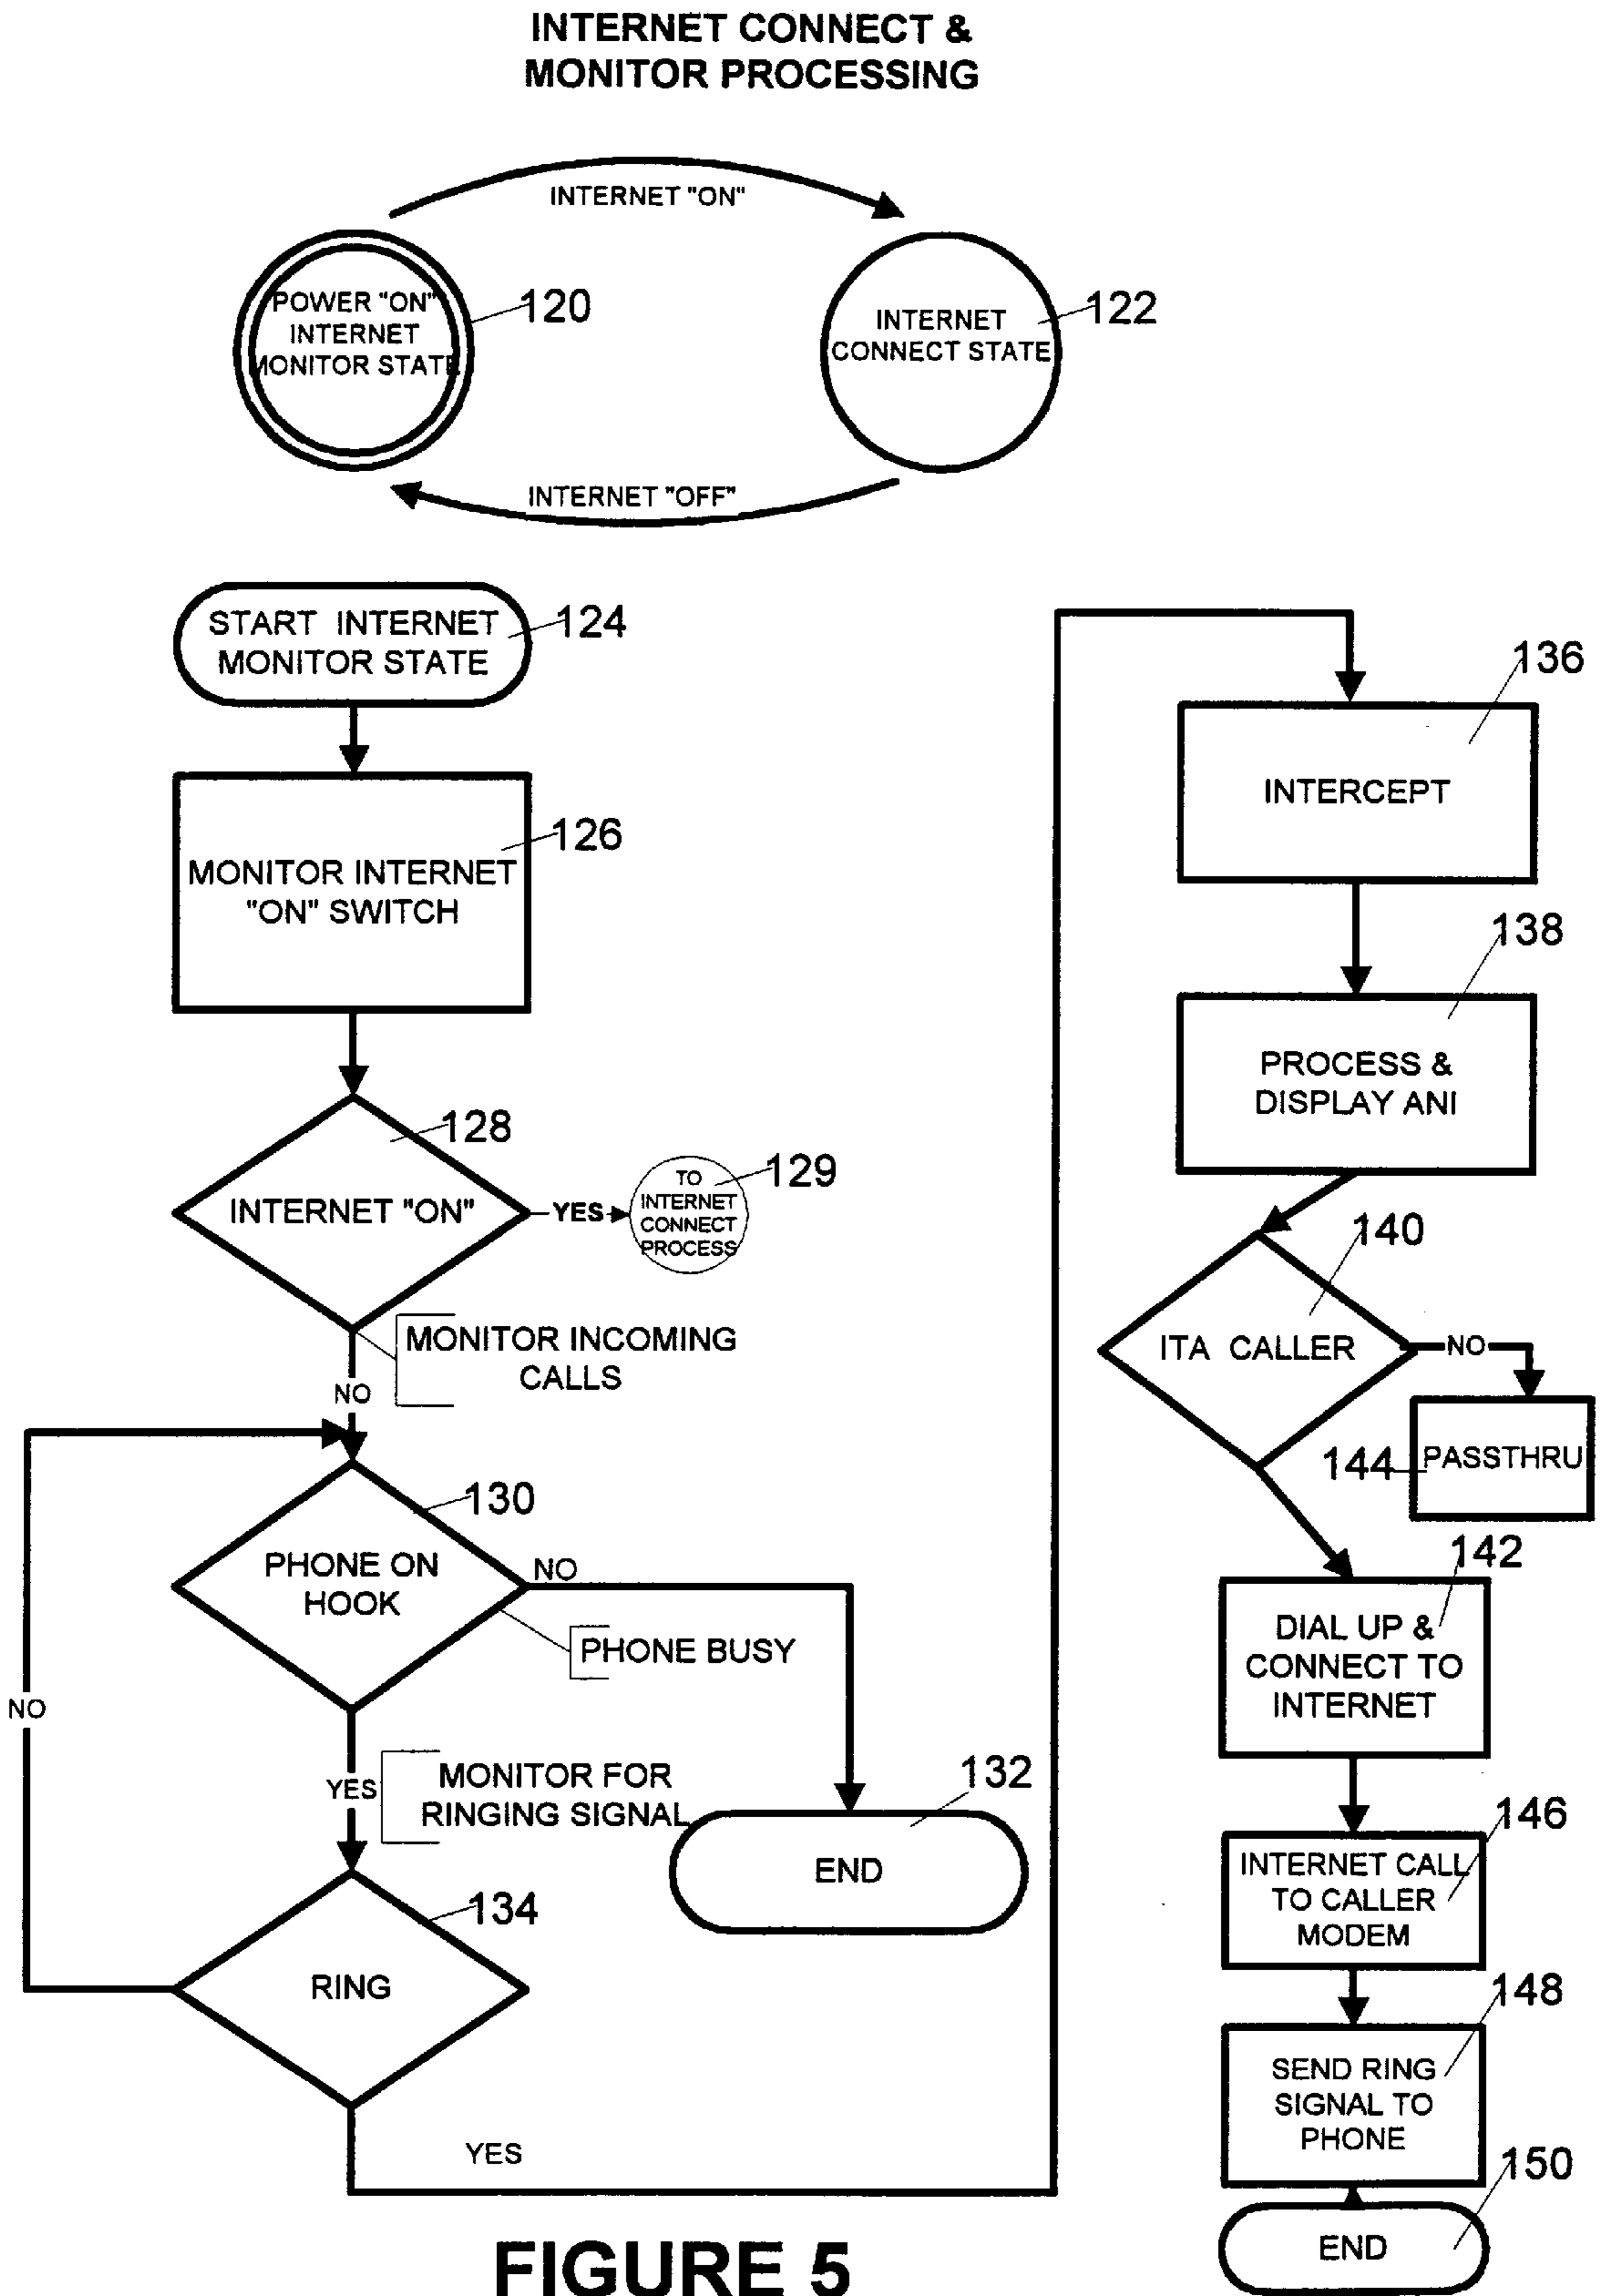 INTERNET CONNECT &
MONITOR PROCESSING
INTERNET "ON"
POWER "ON"
INTERNET
MONITOR STATE
120
INTERNET
CONNECT STATE
122
INTERNET "OFF"
START INTERNET
MONITOR STATE
124
MONITOR INTERNET
"ON" SWITCH
126
INTERNET "ON"
128
YES
TO
INTERNET
CONNECT
PROCESS
129
MONITOR INCOMING
CALLS
NO
PHONE ON
HOOK
130
NO
PHONE BUSY
NO
YES
MONITOR FOR
RINGING SIGNAL
132
END
RING
134
YES
136
INTERCEPT
138
PROCESS &
DISPLAY ANI
140
ITA CALLER
NO
144
PASSTHRU
142
DIAL UP &
CONNECT TO
INTERNET
146
INTERNET CALL
TO CALLER
MODEM
148
SEND RING
SIGNAL TO
PHONE
150
END
FIGURE 5